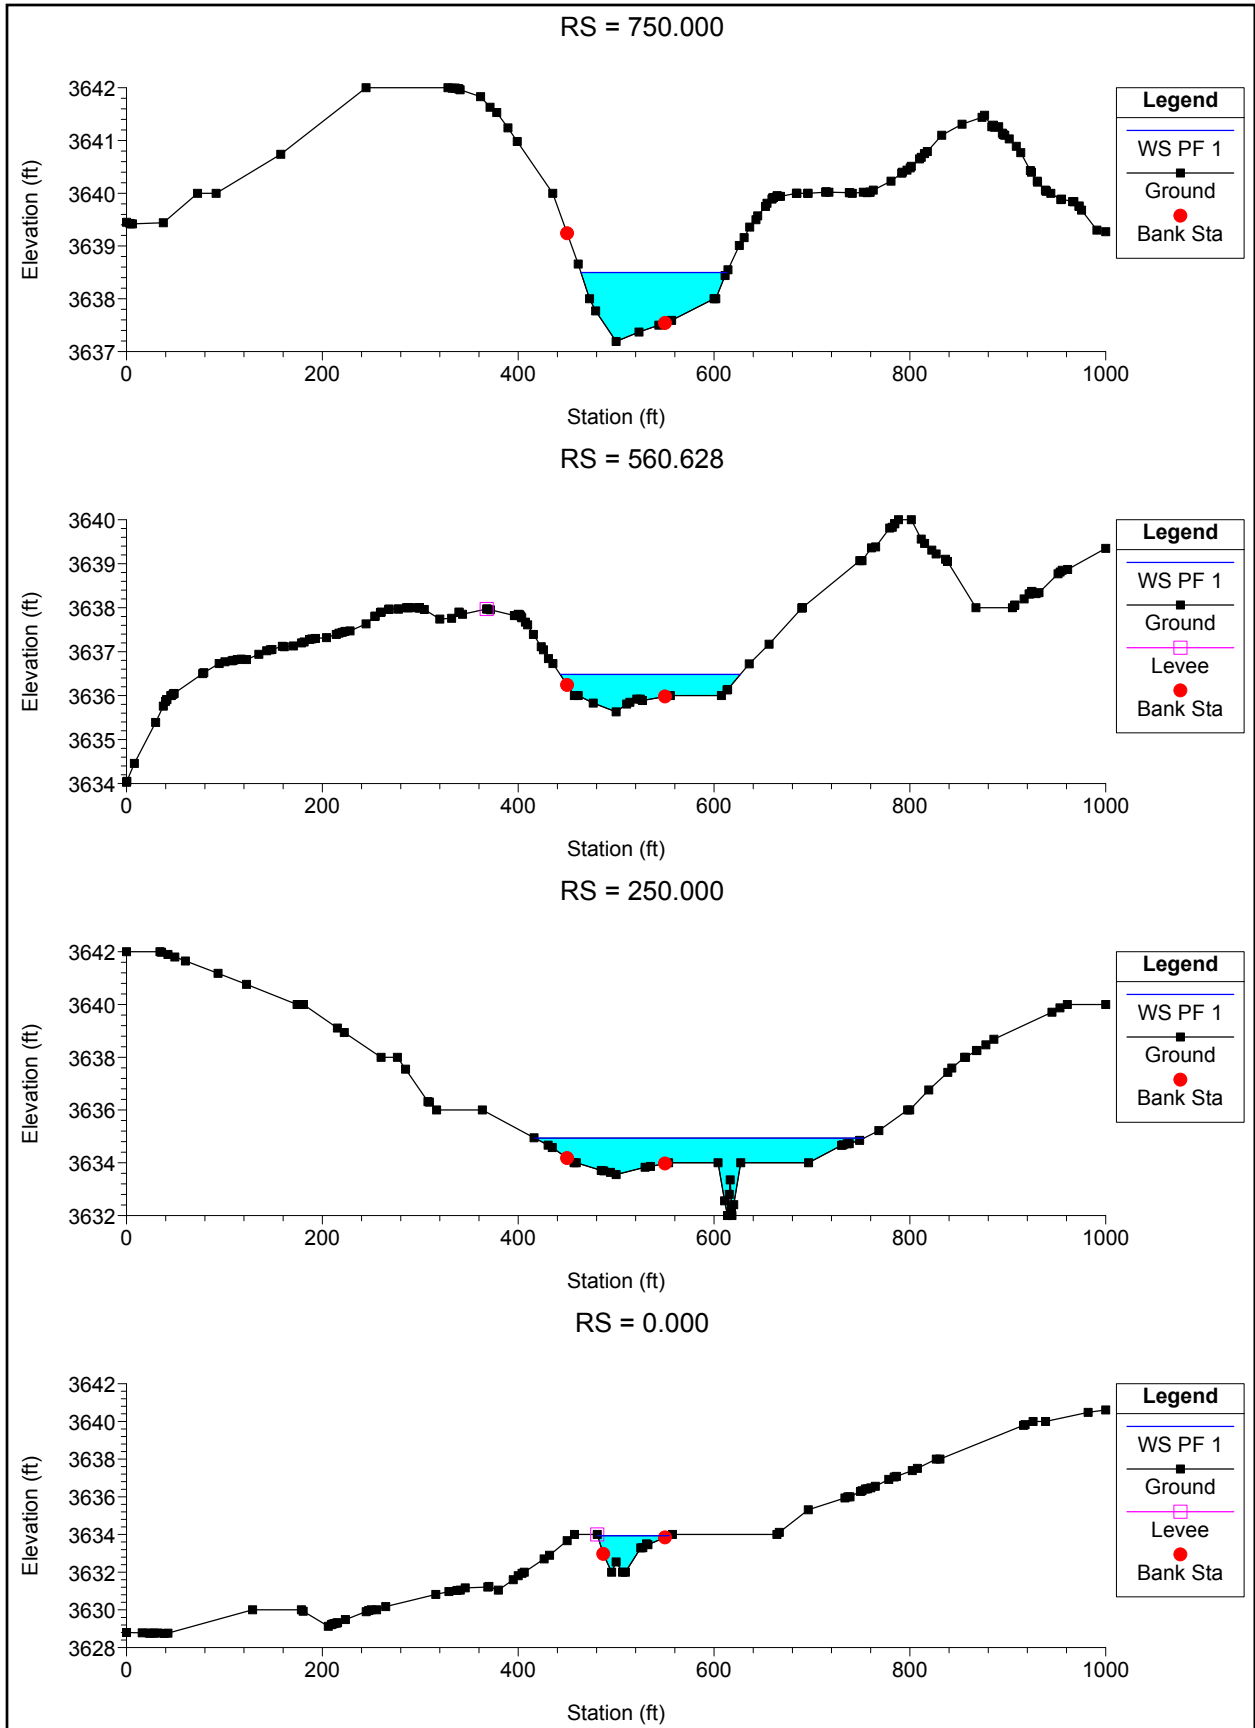 RS = 750.000
3642
3641
3640
3639
3638
3637
Elevation (ft)
0
200
400
600
800
1000
Station (ft)
Legend
WS PF 1
Ground
Bank Sta
RS = 560.628
3640
3639
3638
3637
3636
3635
3634
Elevation (ft)
0
200
400
600
800
1000
Station (ft)
Legend
WS PF 1
Ground
Levee
Bank Sta
RS = 250.000
3642
3640
3638
3636
3634
3632
Elevation (ft)
0
200
400
600
800
1000
Station (ft)
Legend
WS PF 1
Ground
Bank Sta
RS = 0.000
3642
3640
3638
3636
3634
3632
3630
3628
Elevation (ft)
0
200
400
600
800
1000
Station (ft)
Legend
WS PF 1
Ground
Levee
Bank Sta